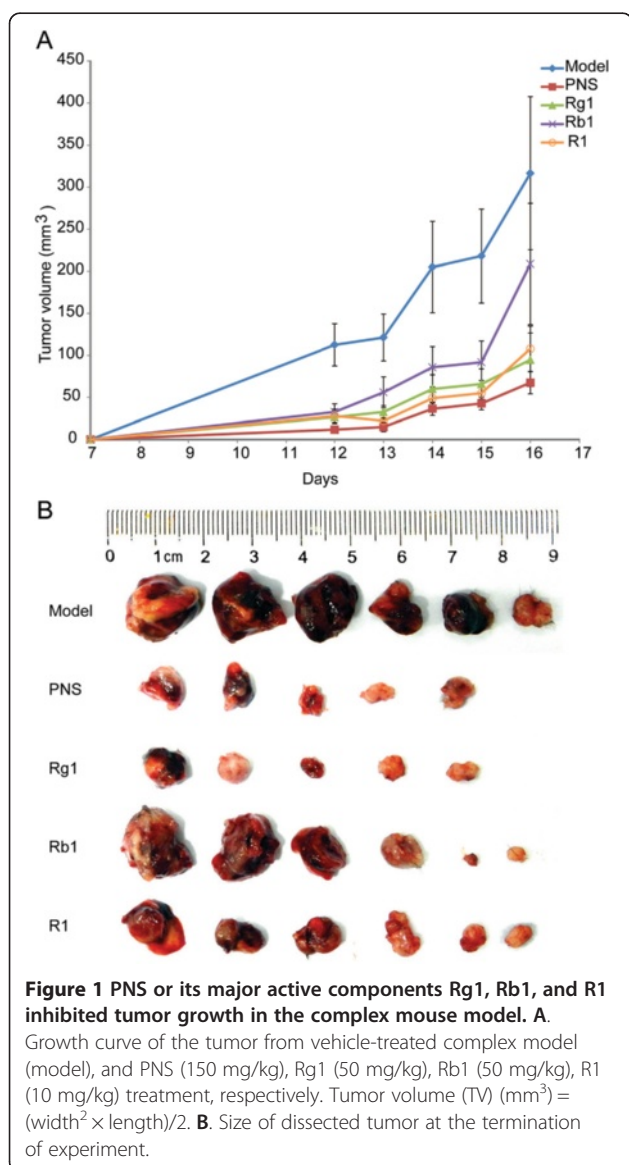 A
450
400
350
300
250
200
150
100
50
0
Tumor volume (mm³)
7 8 9 10 11 12 13 14 15 16 17
Days
Model
PNS
Rg1
Rb1
R1
B
0 1 cm 2 3 4 5 6 7 8 9
Model
PNS
Rg1
Rb1
R1
Figure 1 PNS or its major active components Rg1, Rb1, and R1
inhibited tumor growth in the complex mouse model. A.
Growth curve of the tumor from vehicle-treated complex model
(model), and PNS (150 mg/kg), Rg1 (50 mg/kg), Rb1 (50 mg/kg), R1
(10 mg/kg) treatment, respectively. Tumor volume (TV) (mm³) =
(width² × length)/2. B. Size of dissected tumor at the termination
of experiment.